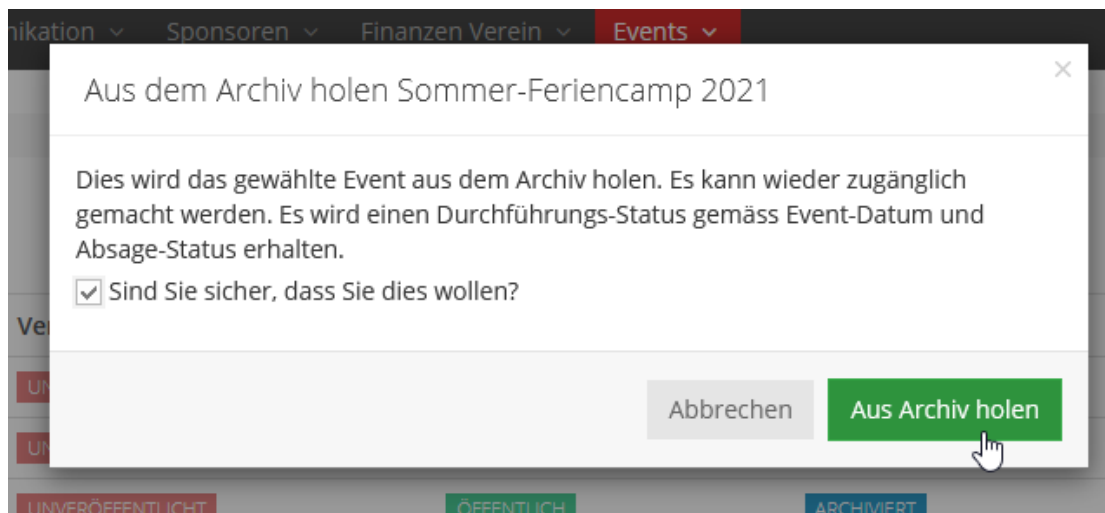 Sponsoren Finanzen Verein Events
×
Aus dem Archiv holen Sommer-Feriencamp 2021
Dies wird das gewählte Event aus dem Archiv holen. Es kann wieder zugänglich
gemacht werden. Es wird einen Durchführungs-Status gemäss Event-Datum und
Absage-Status erhalten.
Sind Sie sicher, dass Sie dies wollen?
Abbrechen Aus Archiv holen
UNVERÖFFENTLICHT ÖFFENTLICH ARCHIVIERT